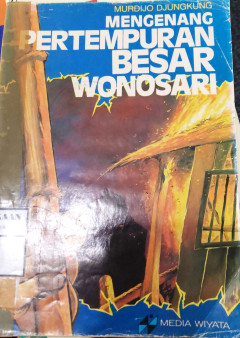 MURDIJO DJUNGKUNG
MENGENANG
PERTEMPURAN
BESAR
WONOSARI
MEDIA WIYATA